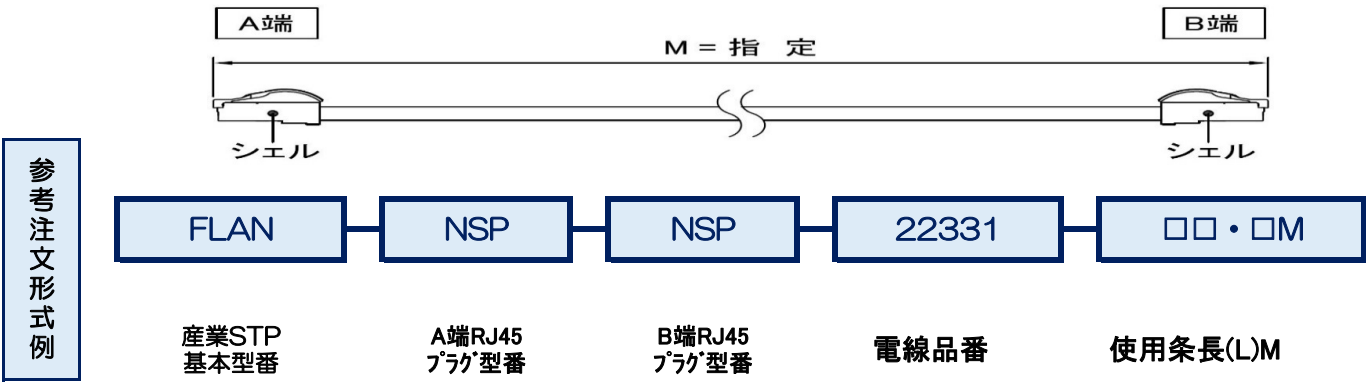 A端
B端
M = 指 定
シェル
シェル
参考注文形式例
FLAN
NSP
NSP
22331
□□・□M
産業STP
基本型番
A端RJ45
プラグ型番
B端RJ45
プラグ型番
電線品番
使用条長(L)M